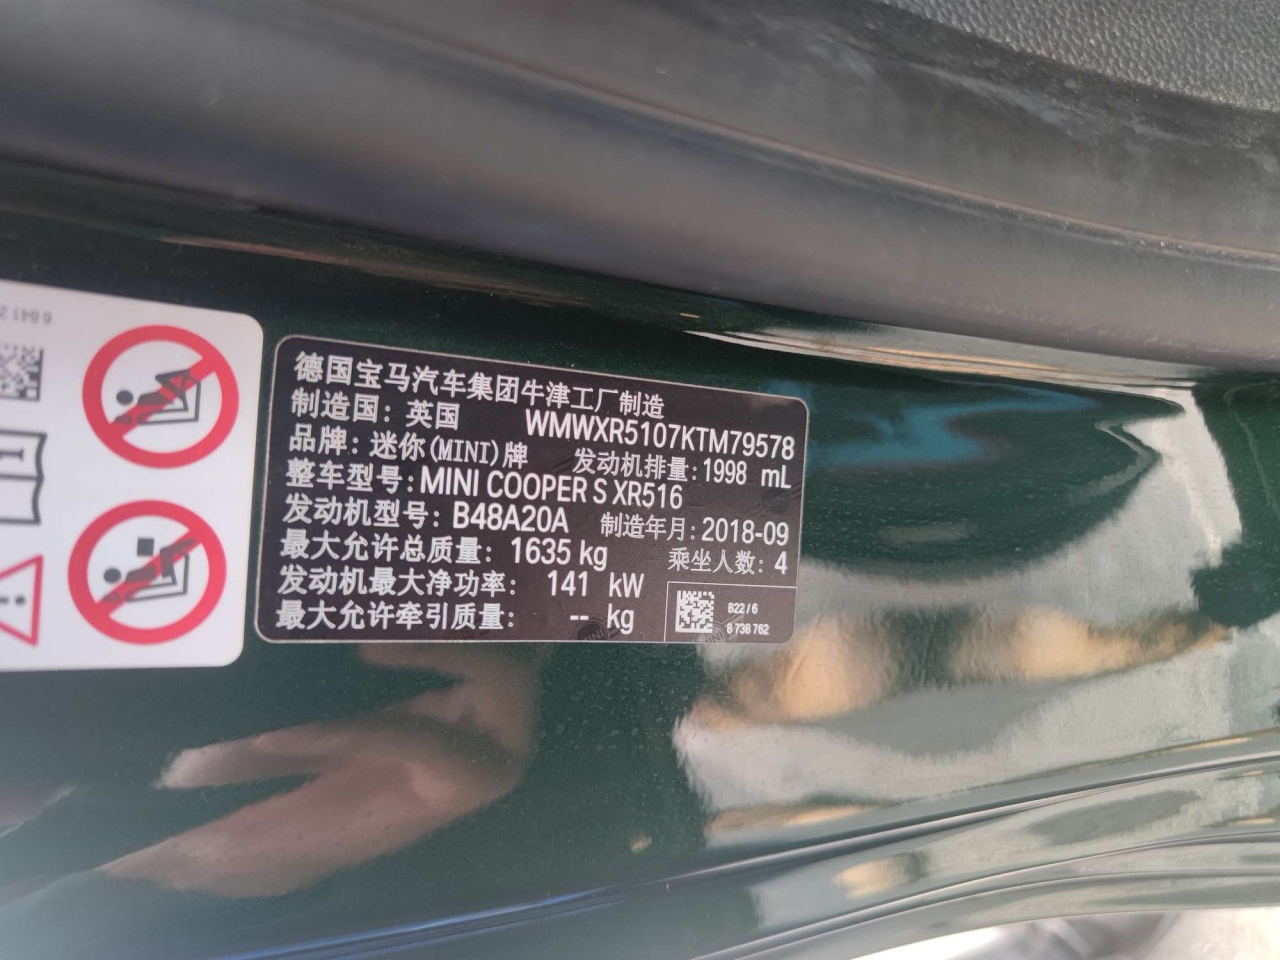 68412
德国宝马汽车集团牛津工厂制造
制造国: 英国 WMWXR5107KTM79578
品牌: 迷你(MINI)牌 发动机排量: 1998 mL
整车型号: MINI COOPER S XR516
发动机型号: B48A20A 制造年月: 2018-09
最大允许总质量: 1635 kg 乘坐人数: 4
发动机最大净功率: 141 kW
最大允许牵引质量: -- kg
B22/6
8 738 762